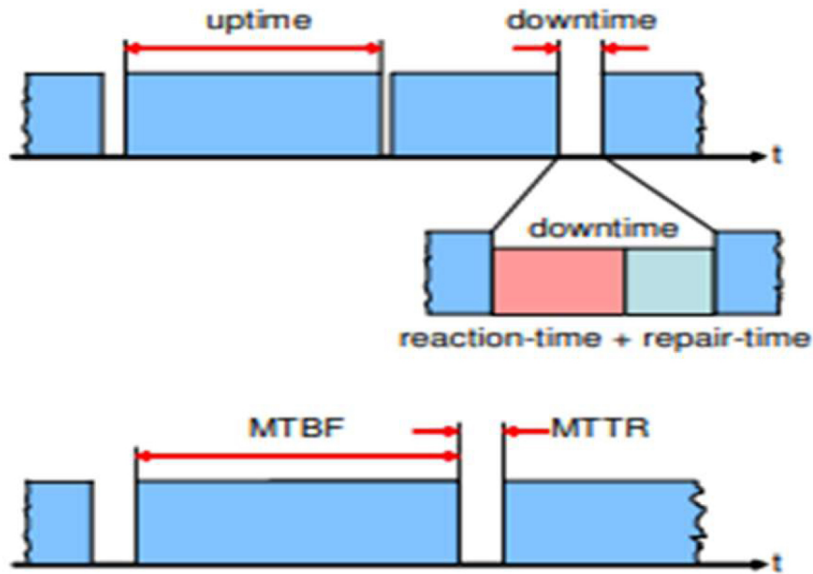 uptime downtime
t
downtime
reaction-time + repair-time
MTBF MTTR
t